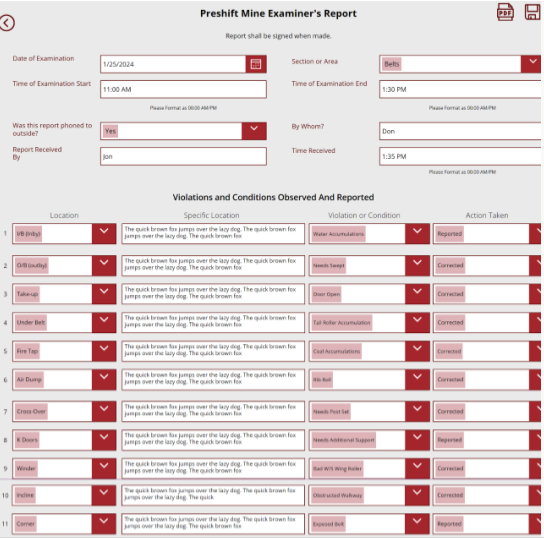 Preshift Mine Examiner's Report
PDF
Report shall be signed when made.
Date of Examination
1/25/2024
Section or Area
Belts
Time of Examination Start
11:00 AM
Time of Examination End
1:30 PM
Please Format as 00:00 AM/PM
Please Format as 00:00 AM/PM
Was this report phoned to
outside?
Yes
By Whom?
Don
Report Received
By
Jon
Time Received
1:35 PM
Please Format as 00:00 AM/PM
Violations and Conditions Observed And Reported
Location Specific Location Violation or Condition Action Taken
1 I/B (Inby) The quick brown fox jumps over the lazy dog. The quick brown fox
jumps over the lazy dog. The quick brown fox
Water Accumulations Reported
2 O/B (outby) The quick brown fox jumps over the lazy dog. The quick brown fox
jumps over the lazy dog. The quick brown fox
Needs Swept Corrected
3 Take-up The quick brown fox jumps over the lazy dog. The quick brown fox
jumps over the lazy dog. The quick brown fox
Door Open Corrected
4 Under Belt The quick brown fox jumps over the lazy dog. The quick brown fox
jumps over the lazy dog. The quick brown fox
Tail Roller Accumulation Corrected
5 Fire Tap The quick brown fox jumps over the lazy dog. The quick brown fox
jumps over the lazy dog. The quick brown fox
Coal Accumulations Corrected
6 Air Dump The quick brown fox jumps over the lazy dog. The quick brown fox
jumps over the lazy dog. The quick brown fox
Rib Roll Corrected
7 Cross-Over The quick brown fox jumps over the lazy dog. The quick brown fox
jumps over the lazy dog. The quick brown fox
Needs Post Set Corrected
8 K Doors The quick brown fox jumps over the lazy dog. The quick brown fox
jumps over the lazy dog. The quick brown fox
Needs Additional Support Reported
9 Winder The quick brown fox jumps over the lazy dog. The quick brown fox
jumps over the lazy dog. The quick brown fox
Bad W/S Wing Roller Corrected
10 Incline The quick brown fox jumps over the lazy dog. The quick brown fox
jumps over the lazy dog. The quick
Obstructed Walkway Corrected
11 Corner The quick brown fox jumps over the lazy dog. The quick brown fox
jumps over the lazy dog. The quick brown fox
Exposed Bolt Reported